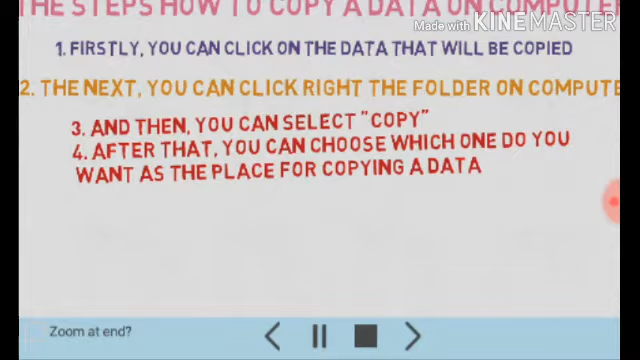 THE STEPS HOW TO COPY A DATA ON COMPUTER
Made with KINEMASTER
1. FIRSTLY, YOU CAN CLICK ON THE DATA THAT WILL BE COPIED
2. THE NEXT, YOU CAN CLICK RIGHT THE FOLDER ON COMPUTE
3. AND THEN, YOU CAN SELECT "COPY"
4. AFTER THAT, YOU CAN CHOOSE WHICH ONE DO YOU
WANT AS THE PLACE FOR COPYING A DATA
Zoom at end?